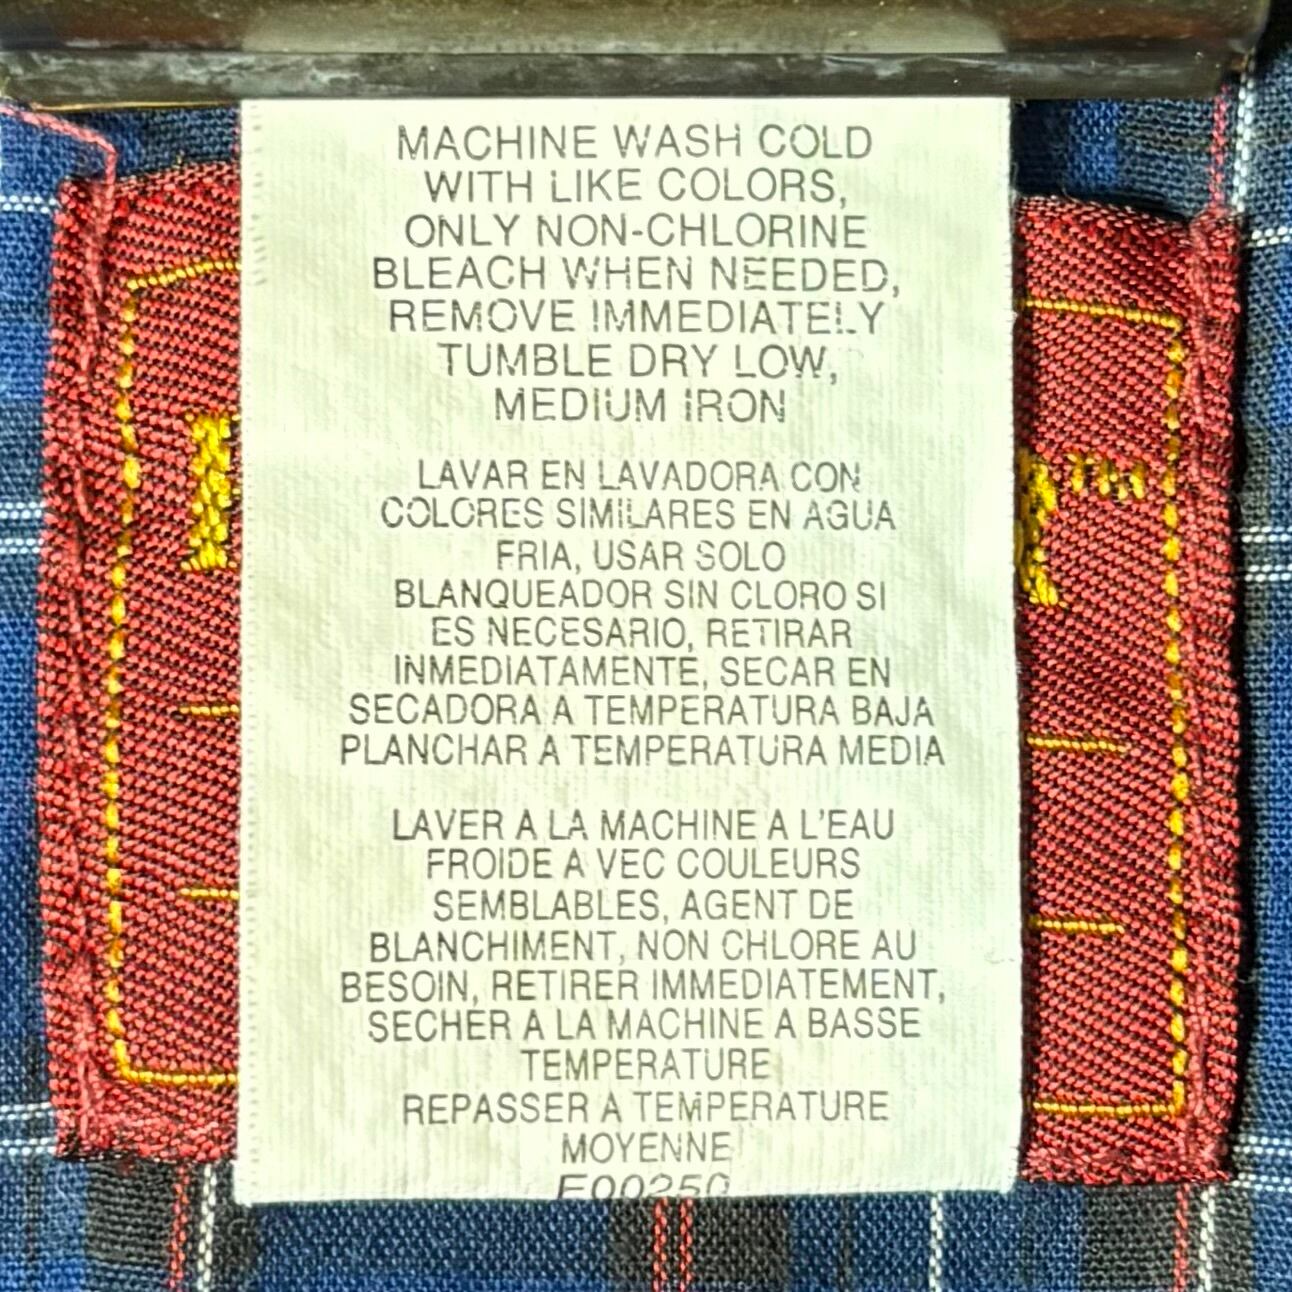 MACHINE WASH COLD
WITH LIKE COLORS,
ONLY NON-CHLORINE
BLEACH WHEN NEEDED,
REMOVE IMMEDIATELY
TUMBLE DRY LOW,
MEDIUM IRON
LAVAR EN LAVADORA CON
COLORES SIMILARES EN AGUA
FRIA, USAR SOLO
BLANQUEADOR SIN CLORO SI
ES NECESARIO, RETIRAR
INMEDIATAMENTE, SECAR EN
SECADORA A TEMPERATURA BAJA
PLANCHAR A TEMPERATURA MEDIA
LAVER A LA MACHINE A L'EAU
FROIDE A VEC COULEURS
SEMBLABLES, AGENT DE
BLANCHIMENT, NON CHLORE AU
BESOIN, RETIRER IMMEDIATEMENT,
SECHER A LA MACHINE A BASSE
TEMPERATURE
REPASSER A TEMPERATURE
MOYENNE
E00250
TM